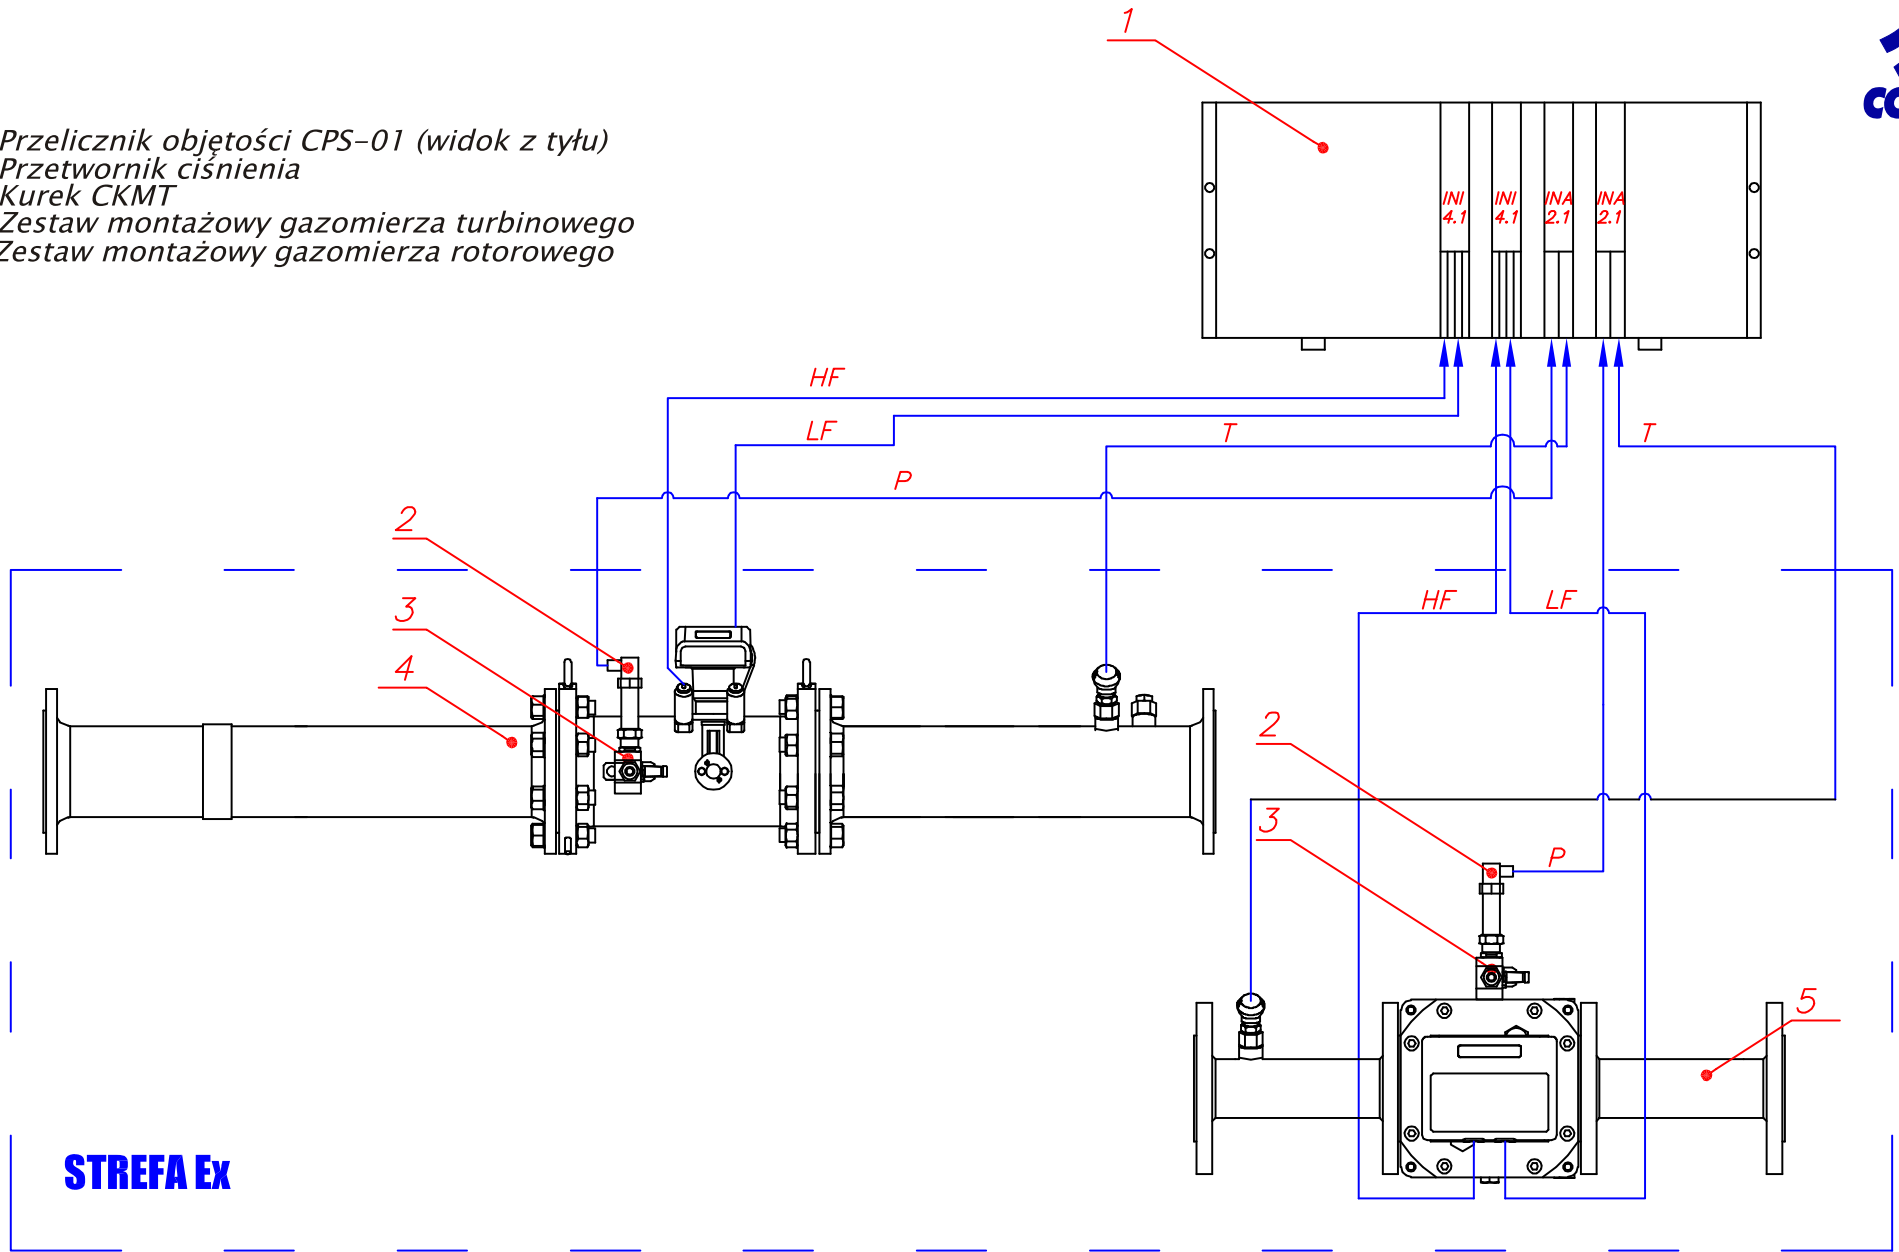 1
Przelicznik objętości CPS-01 (widok z tyłu)
Przetwornik ciśnienia
Kurek CKMT
Zestaw montażowy gazomierza turbinowego
Zestaw montażowy gazomierza rotorowego
INI INI INA INA
4.1 4.1 2.1 2.1
HF
LF
T T
P
2
3
4
HF LF
2
3
P
5
STREFA Ex